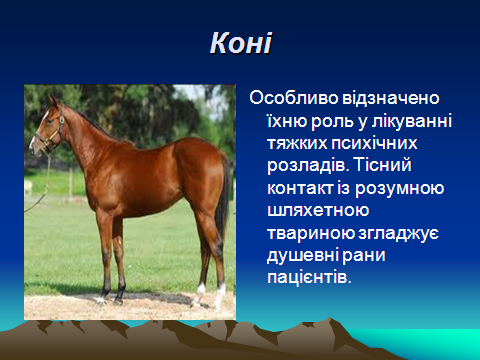 Коні
Особливо відзначено
їхню роль у лікуванні
тяжких психічних
розладів. Тісний
контакт із розумною
шляхетною
твариною згладжує
душевні рани
пацієнтів.